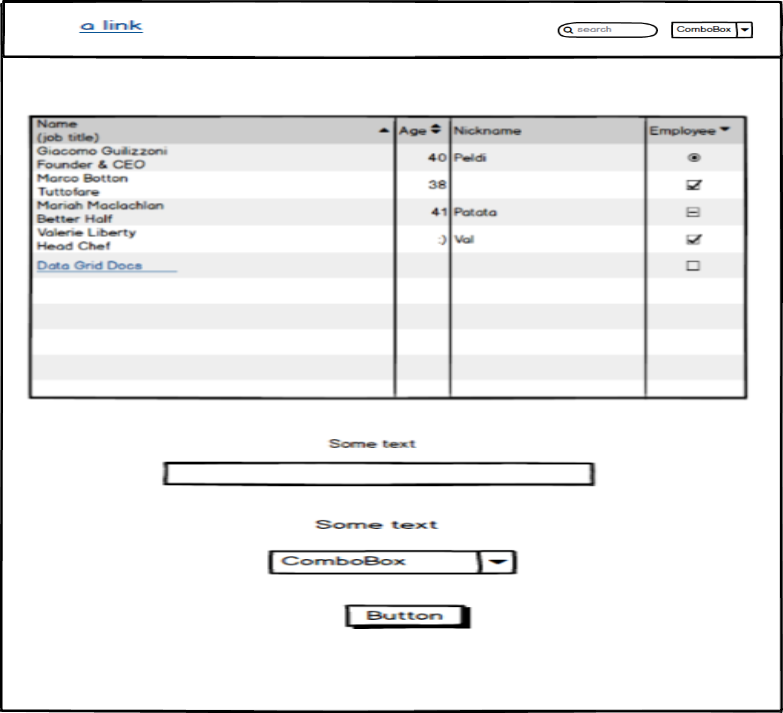 a link
search
ComboBox
Name
(job title)
Age
Nickname
Employee
Giacomo Guilizzoni
Founder & CEO
40
Peldi
Marco Botton
Tuttofare
38
Mariah Maclachlan
Better Half
41
Patata
Valerie Liberty
Head Chef
:)
Val
Data Grid Docs
Some text
Some text
ComboBox
Button